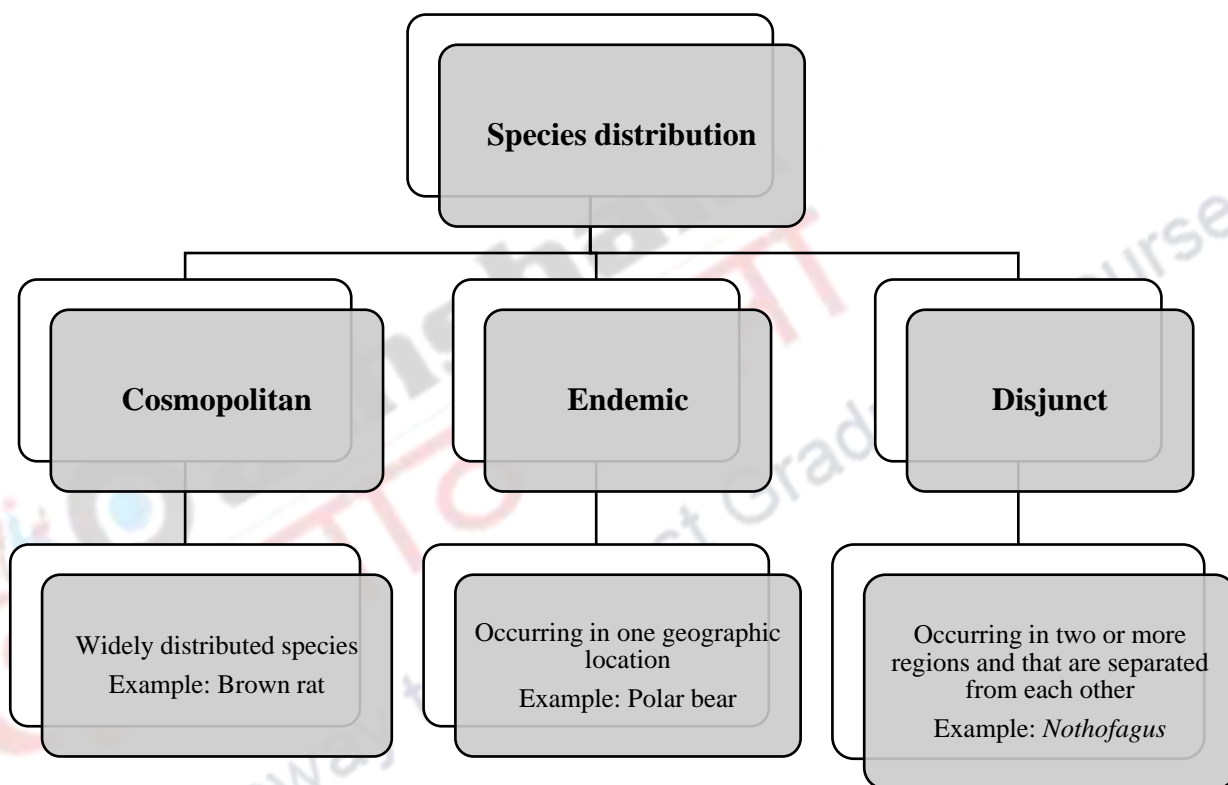 Species distribution
Cosmopolitan
Endemic
Disjunct
Widely distributed species
Example: Brown rat
Occurring in one geographic
location
Example: Polar bear
Occurring in two or more
regions and that are separated
from each other
Example: Nothofagus